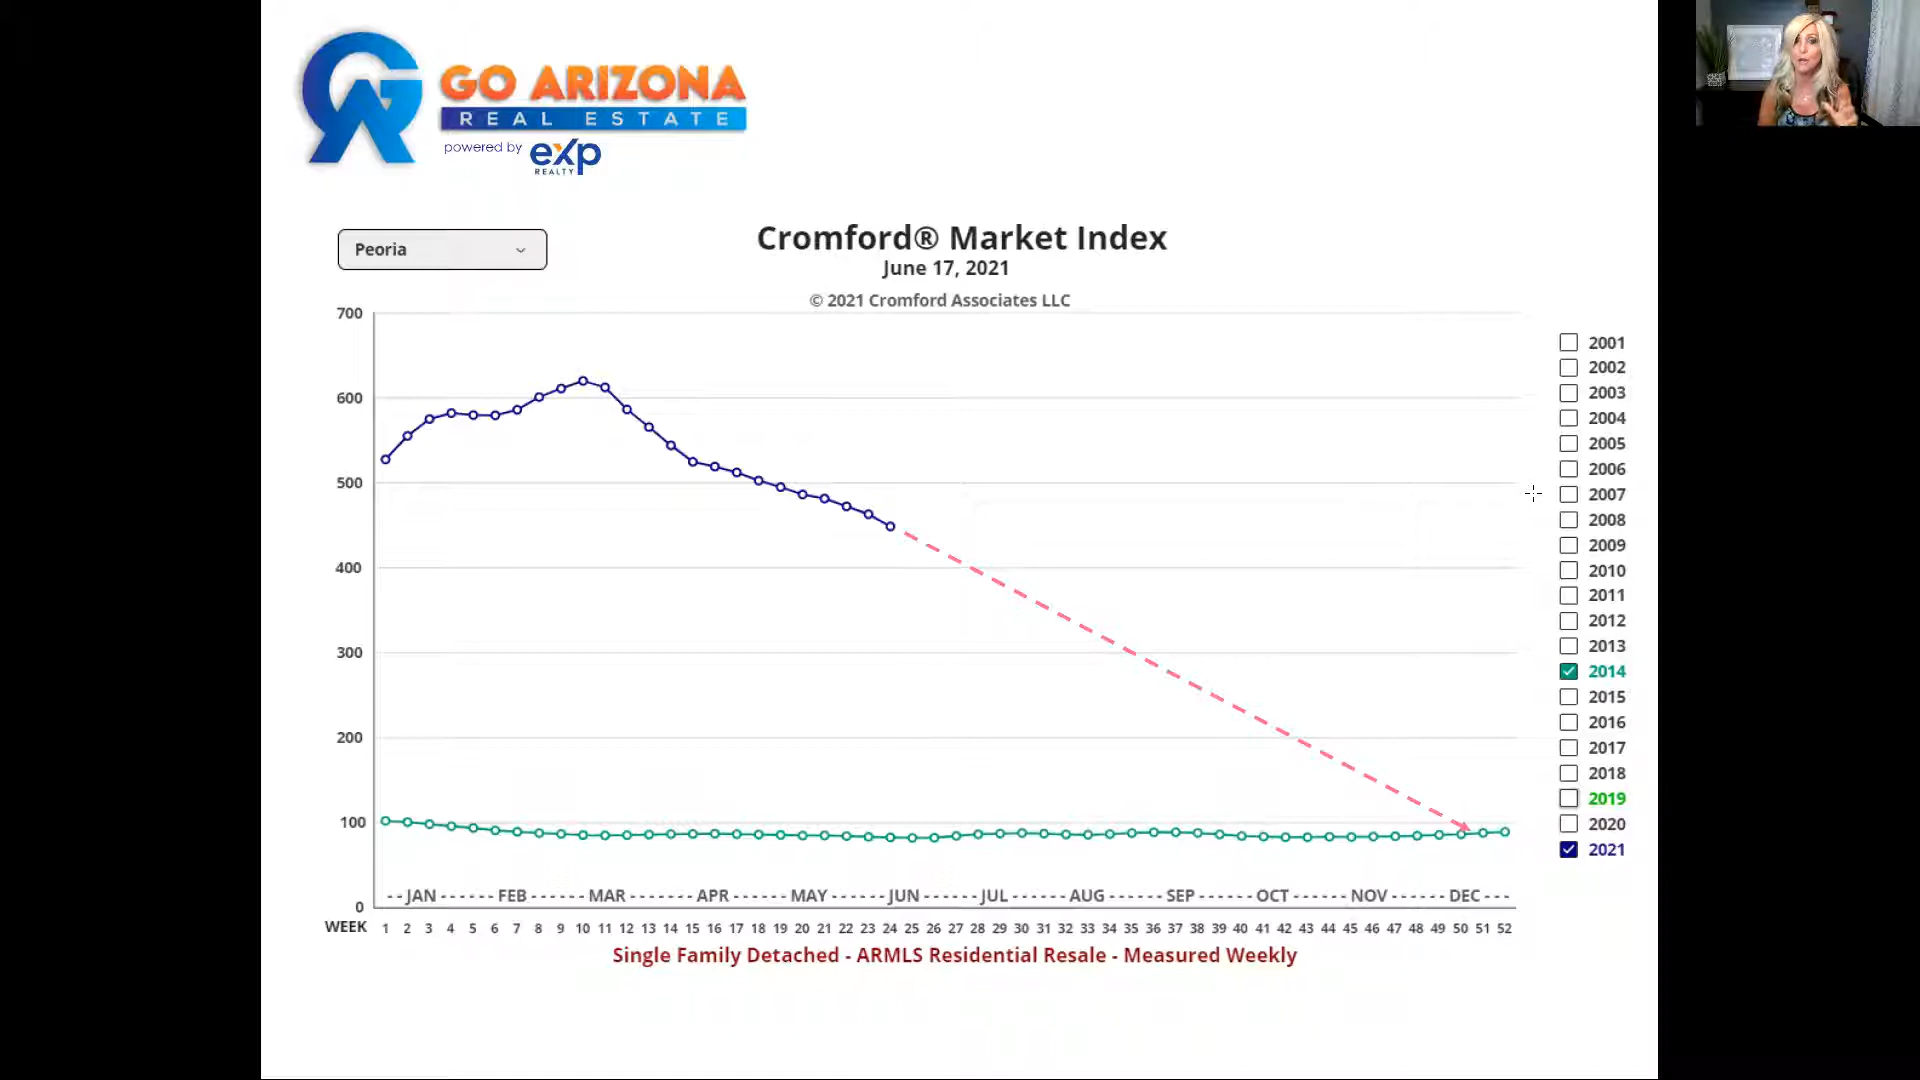 GO ARIZONA
REAL ESTATE
powered by eXp
REALTY
Peoria
Cromford® Market Index
June 17, 2021
© 2021 Cromford Associates LLC
700
600
500
400
300
200
100
0
2001
2002
2003
2004
2005
2006
2007
2008
2009
2010
2011
2012
2013
2014
2015
2016
2017
2018
2019
2020
2021
--JAN------FEB------MAR-------APR-------MAY------JUN------JUL------AUG------SEP------OCT------NOV------DEC---
WEEK 1 2 3 4 5 6 7 8 9 10 11 12 13 14 15 16 17 18 19 20 21 22 23 24 25 26 27 28 29 30 31 32 33 34 35 36 37 38 39 40 41 42 43 44 45 46 47 48 49 50 51 52
Single Family Detached - ARMLS Residential Resale - Measured Weekly